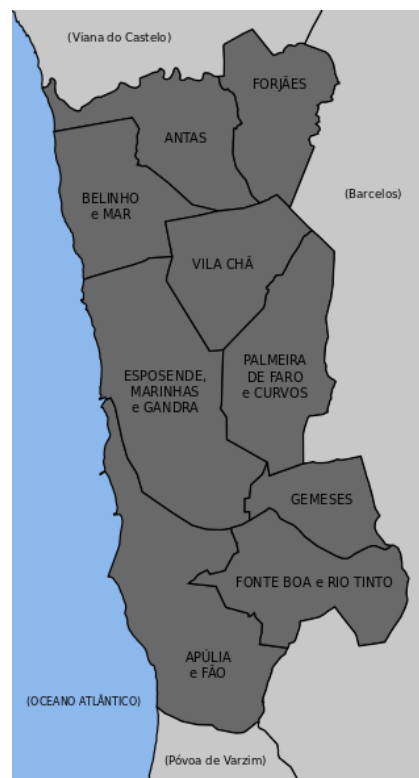 (Viana do Castelo)
FORJÃES
ANTAS
BELINHO
e MAR
(Barcelos)
VILA CHÃ
ESPOSENDE,
MARINHAS
e GANDRA
PALMEIRA
DE FARO
e CURVOS
GEMESES
FONTE BOA e RIO TINTO
APÚLIA
e FÃO
(OCEANO ATLÂNTICO)
(Póvoa de Varzim)